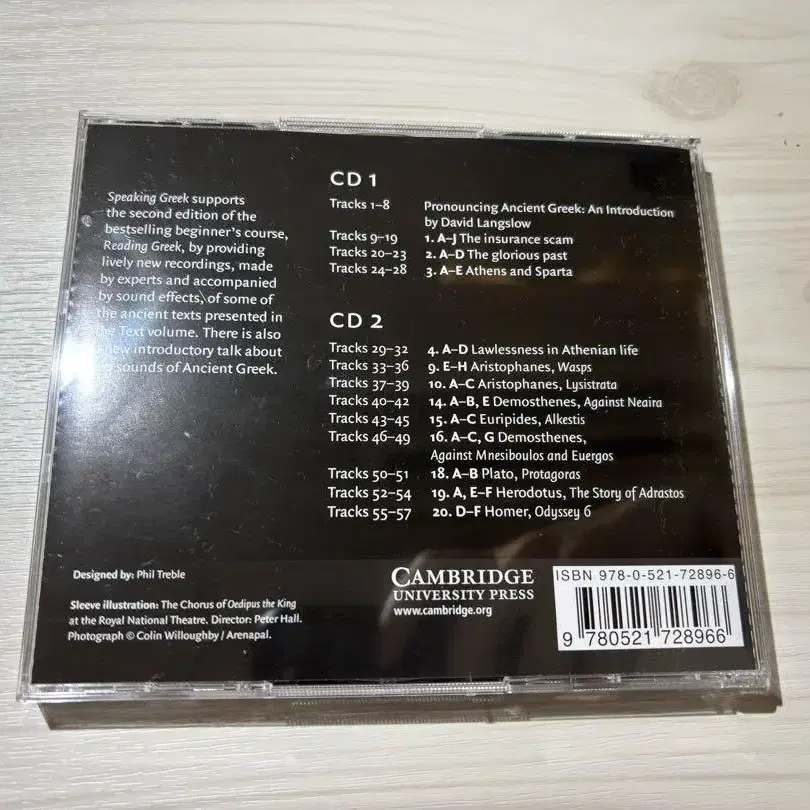 Speaking Greek supports
the second edition of the
bestselling beginner's course,
Reading Greek, by providing
lively new recordings, made
by experts and accompanied
by sound effects, of some of
the ancient texts presented in
the Text volume. There is also
new introductory talk about
sounds of Ancient Greek.
CD 1
Tracks 1–8 Pronouncing Ancient Greek: An Introduction
by David Langslow
Tracks 9–19 1. A–J The insurance scam
Tracks 20–23 2. A–D The glorious past
Tracks 24–28 3. A–E Athens and Sparta
CD 2
Tracks 29–32 4. A–D Lawlessness in Athenian life
Tracks 33–36 9. E–H Aristophanes, Wasps
Tracks 37–39 10. A–C Aristophanes, Lysistrata
Tracks 40–42 14. A–B, E Demosthenes, Against Neaira
Tracks 43–45 15. A–C Euripides, Alkestis
Tracks 46–49 16. A–C, G Demosthenes,
Against Mnesiboulos and Euergos
Tracks 50–51 18. A–B Plato, Protagoras
Tracks 52–54 19. A, E–F Herodotus, The Story of Adrastos
Tracks 55–57 20. D–F Homer, Odyssey 6
Designed by: Phil Treble
Sleeve illustration: The Chorus of Oedipus the King
at the Royal National Theatre. Director: Peter Hall.
Photograph © Colin Willoughby / Arenapal.
CAMBRIDGE
UNIVERSITY PRESS
www.cambridge.org
ISBN 978-0-521-72896-6
9 780521 728966